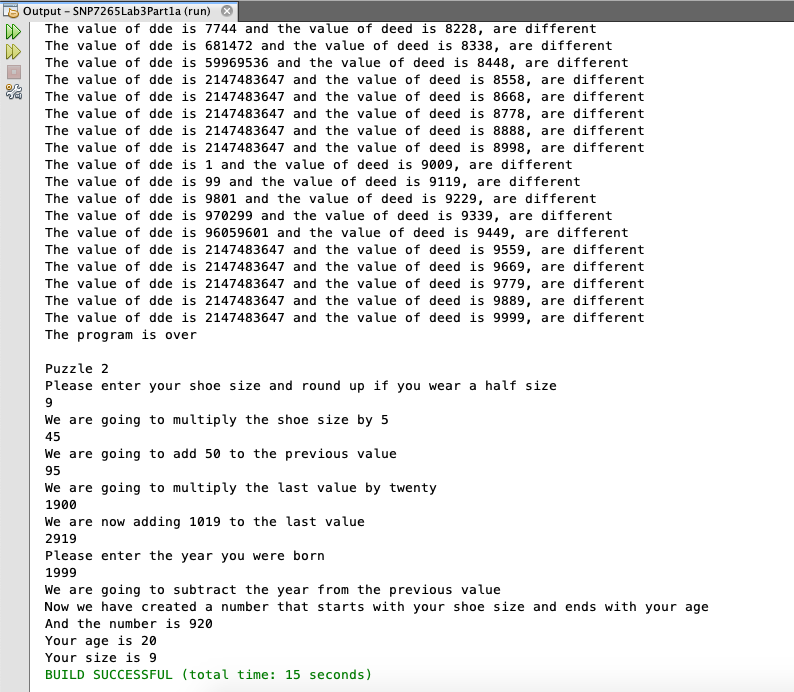 Output – SNP7265Lab3Part1a (run)
The value of dde is 7744 and the value of deed is 8228, are different
The value of dde is 681472 and the value of deed is 8338, are different
The value of dde is 59969536 and the value of deed is 8448, are different
The value of dde is 2147483647 and the value of deed is 8558, are different
The value of dde is 2147483647 and the value of deed is 8668, are different
The value of dde is 2147483647 and the value of deed is 8778, are different
The value of dde is 2147483647 and the value of deed is 8888, are different
The value of dde is 2147483647 and the value of deed is 8998, are different
The value of dde is 1 and the value of deed is 9009, are different
The value of dde is 99 and the value of deed is 9119, are different
The value of dde is 9801 and the value of deed is 9229, are different
The value of dde is 970299 and the value of deed is 9339, are different
The value of dde is 96059601 and the value of deed is 9449, are different
The value of dde is 2147483647 and the value of deed is 9559, are different
The value of dde is 2147483647 and the value of deed is 9669, are different
The value of dde is 2147483647 and the value of deed is 9779, are different
The value of dde is 2147483647 and the value of deed is 9889, are different
The value of dde is 2147483647 and the value of deed is 9999, are different
The program is over
Puzzle 2
Please enter your shoe size and round up if you wear a half size
9
We are going to multiply the shoe size by 5
45
We are going to add 50 to the previous value
95
We are going to multiply the last value by twenty
1900
We are now adding 1019 to the last value
2919
Please enter the year you were born
1999
We are going to subtract the year from the previous value
Now we have created a number that starts with your shoe size and ends with your age
And the number is 920
Your age is 20
Your size is 9
BUILD SUCCESSFUL (total time: 15 seconds)